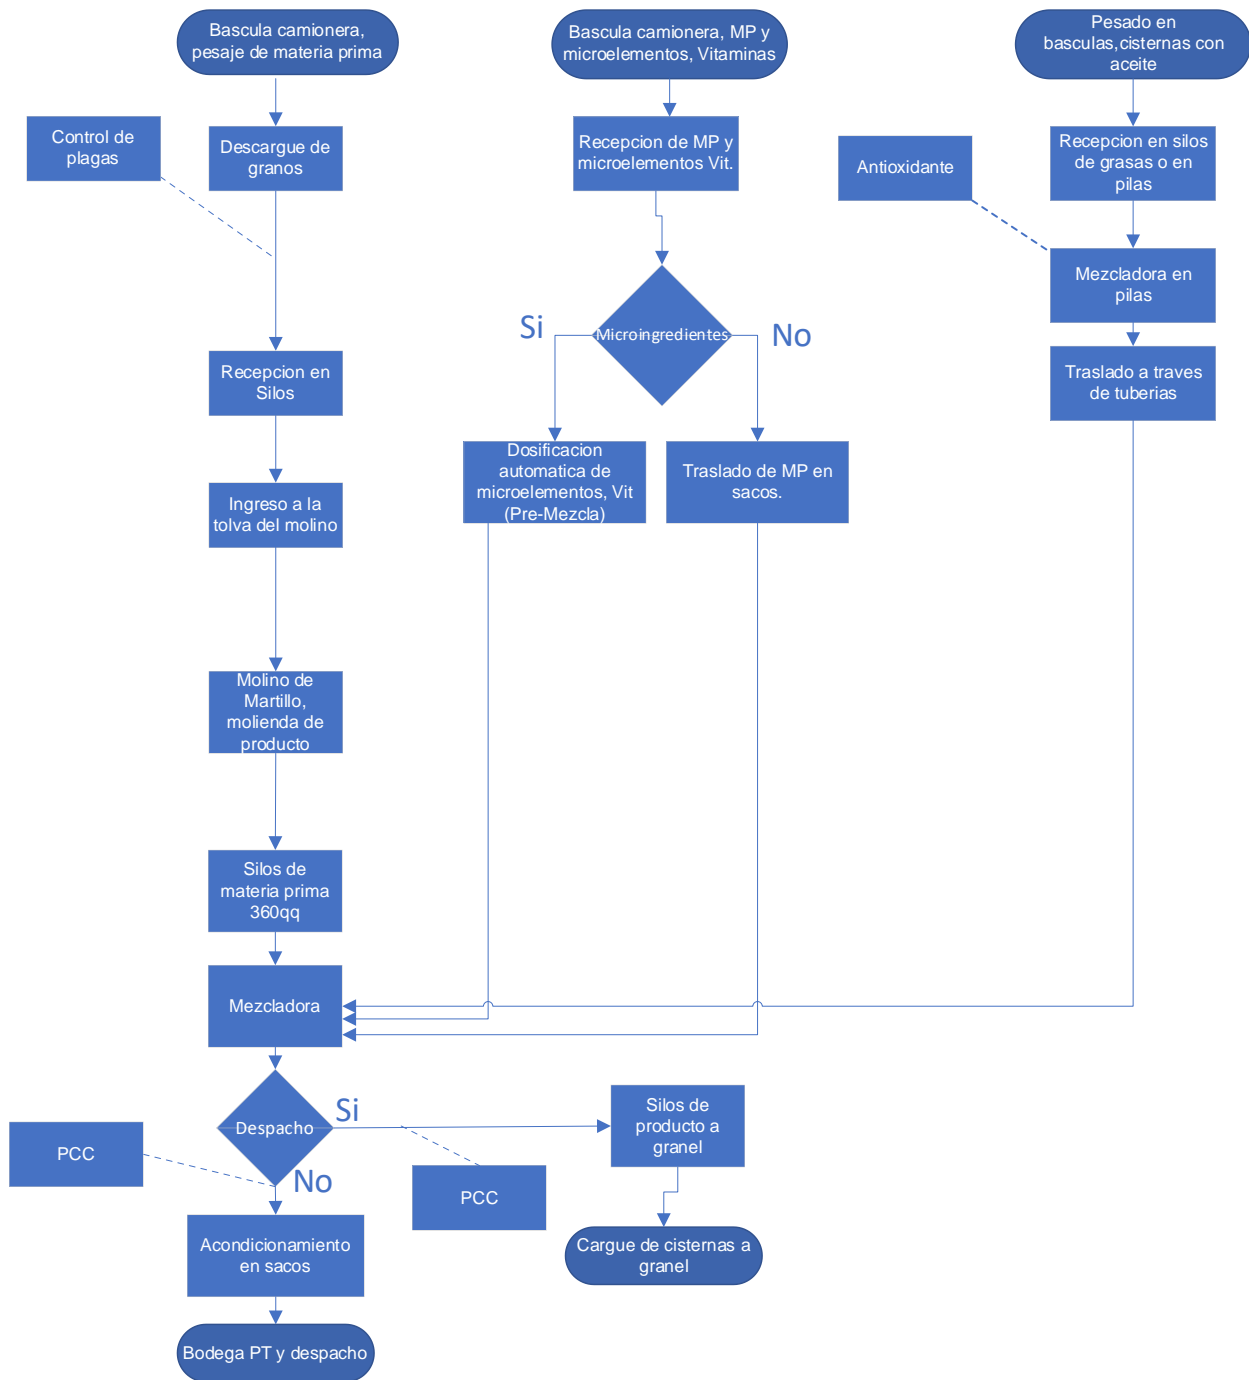 Bascula camionera,
pesaje de materia prima
Bascula camionera, MP y
microelementos, Vitaminas
Pesado en
basculas,cisternas con
aceite
Control de
plagas
Descargue de
granos
Recepcion de MP y
microelementos Vit.
Antioxidante
Recepcion en silos
de grasas o en
pilas
Mezcladora en
pilas
Si
Microingredientes
No
Recepcion en
Silos
Traslado a traves
de tuberias
Dosificacion
automatica de
microelementos, Vit
(Pre-Mezcla)
Traslado de MP en
sacos.
Ingreso a la
tolva del molino
Molino de
Martillo,
molienda de
producto
Silos de
materia prima
360qq
Mezcladora
Despacho
Si
Silos de
producto a
granel
PCC
No
PCC
Acondicionamiento
en sacos
Cargue de cisternas a
granel
Bodega PT y despacho